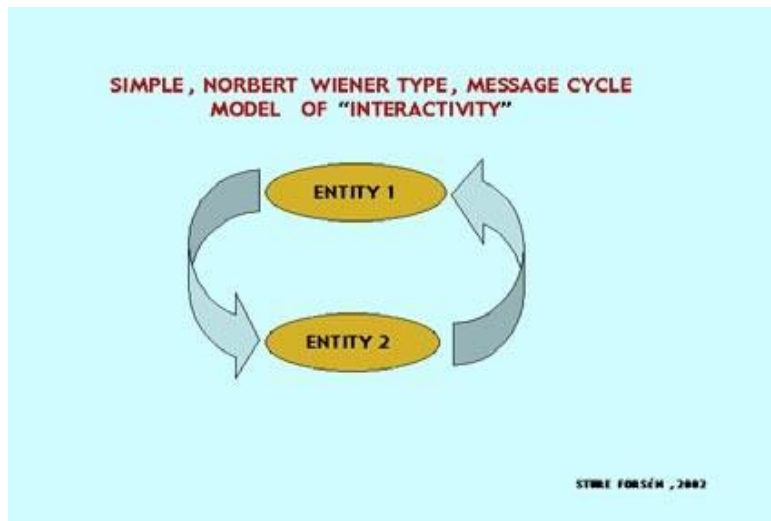 SIMPLE, NORBERT WIENER TYPE, MESSAGE CYCLE
MODEL OF "INTERACTIVITY"
ENTITY 1
ENTITY 2
STURE FORSÉN, 2002